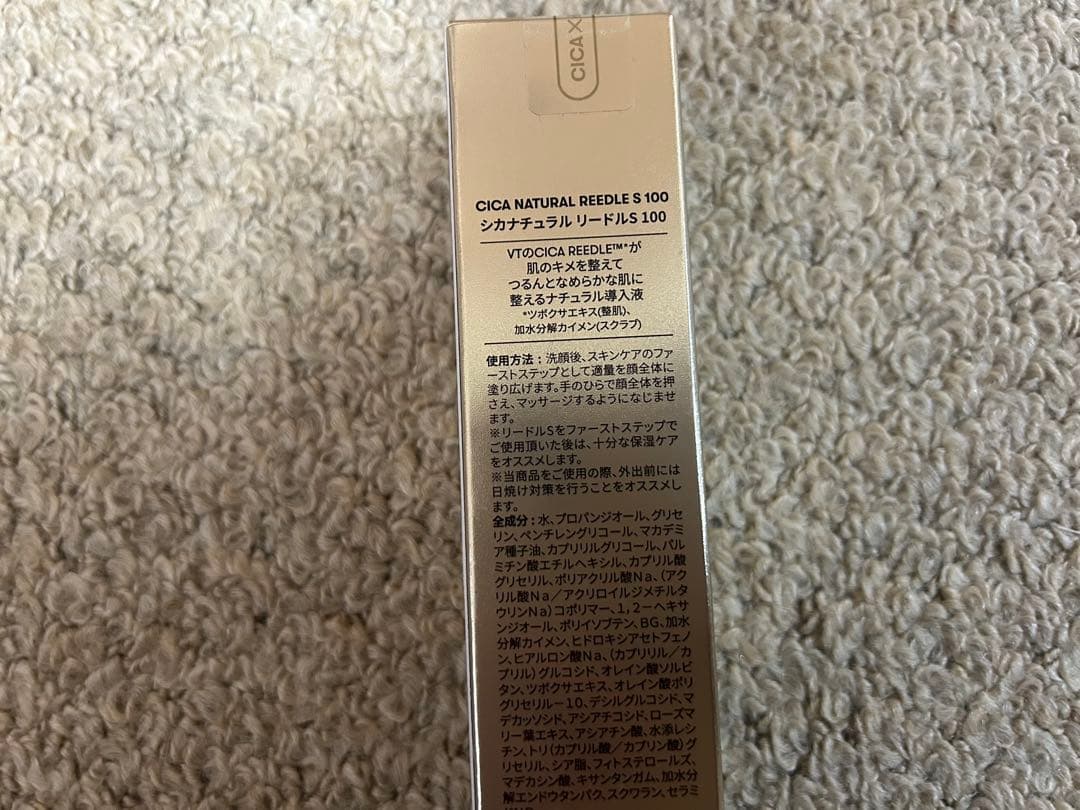 CICA×
CICA NATURAL REEDLE S 100
シカナチュラル リードルS 100
VTのCICA REEDLE™*が
肌のキメを整えて
つるんとなめらかな肌に
整えるナチュラル導入液
*ツボクサエキス(整肌)、
加水分解カイメン(スクラブ)
使用方法：洗顔後、スキンケアのファ
ーストステップとして適量を顔全体に
塗り広げます。手のひらで顔全体を押
さえ、マッサージするようになじませ
ます。
※リードルSをファーストステップで
ご使用頂いた後は、十分な保湿ケア
をオススメします。
※当商品をご使用の際、外出前には
日焼け対策を行うことをオススメし
ます。
全成分：水、プロパンジオール、グリセ
リン、ペンチレングリコール、マカデミ
ア種子油、カプリリルグリコール、パル
ミチン酸エチルヘキシル、カプリル酸
グリセリル、ポリアクリル酸Na、(アク
リル酸Na／アクリロイルジメチルタ
ウリンNa)コポリマー、1,2－ヘキサ
ンジオール、ポリイソブテン、BG、加水
分解カイメン、ヒドロキシアセトフェノ
ン、ヒアルロン酸Na、(カプリリル／カ
プリル)グルコシド、オレイン酸ソルビ
タン、ツボクサエキス、オレイン酸ポリ
グリセリル－10、デシルグルコシド、マ
デカッソシド、アシアチコシド、ローズマ
リー葉エキス、アシアチン酸、水添レシ
チン、トリ(カプリル酸／カプリン酸)グ
リセリル、シア脂、フィトステロールズ、
マデカシン酸、キサンタンガム、加水分
解エンドウタンパク、スクワラン、セラミ